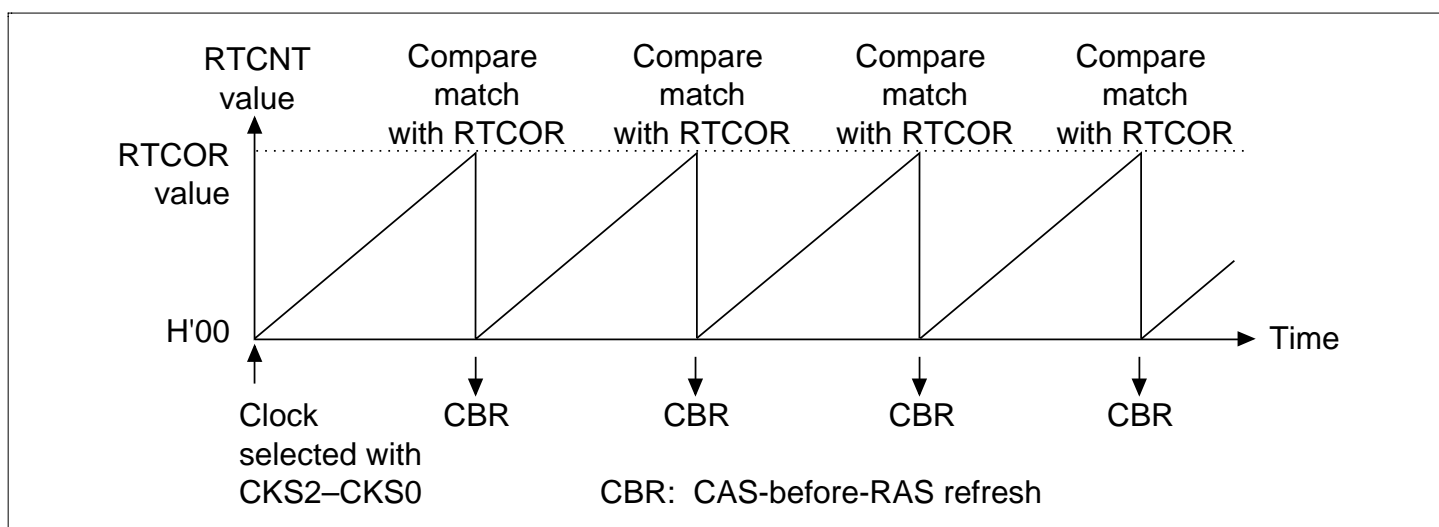 RTCNT
value
Compare
match
with RTCOR
Compare
match
with RTCOR
Compare
match
with RTCOR
Compare
match
with RTCOR
RTCOR
value
H'00
Time
Clock
selected with
CKS2–CKS0
CBR
CBR
CBR
CBR
CBR: CAS-before-RAS refresh